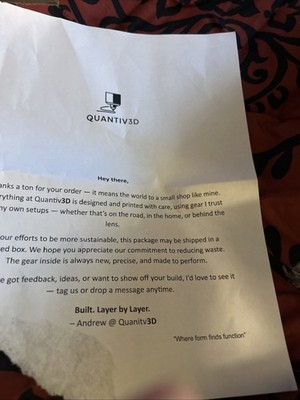 QUANTIV3D
Hey there,
anks a ton for your order — it means the world to a small shop like mine.
rything at Quantiv3D is designed and printed with care, using gear I trust
ny own setups — whether that's on the road, in the home, or behind the
lens.
our efforts to be more sustainable, this package may be shipped in a
ed box. We hope you appreciate our commitment to reducing waste.
The gear inside is always new, precise, and made to perform.
e got feedback, ideas, or want to show off your build, I'd love to see it
— tag us or drop a message anytime.
Built. Layer by Layer.
– Andrew @ Quanitv3D
"Where form finds function"